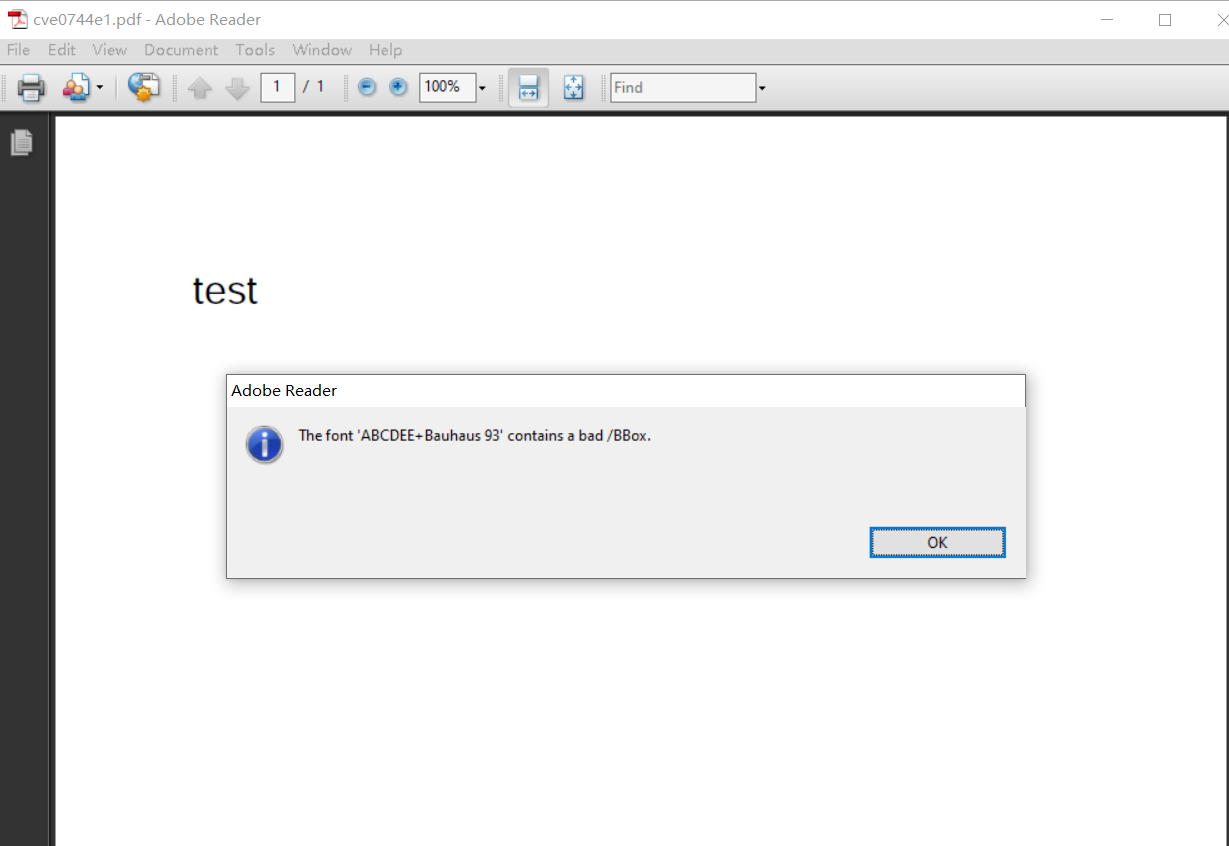 cve0744e1.pdf - Adobe Reader
File Edit View Document Tools Window Help
1 / 1 100% Find
test
Adobe Reader
The font 'ABCDEE+Bauhaus 93' contains a bad /BBox.
OK